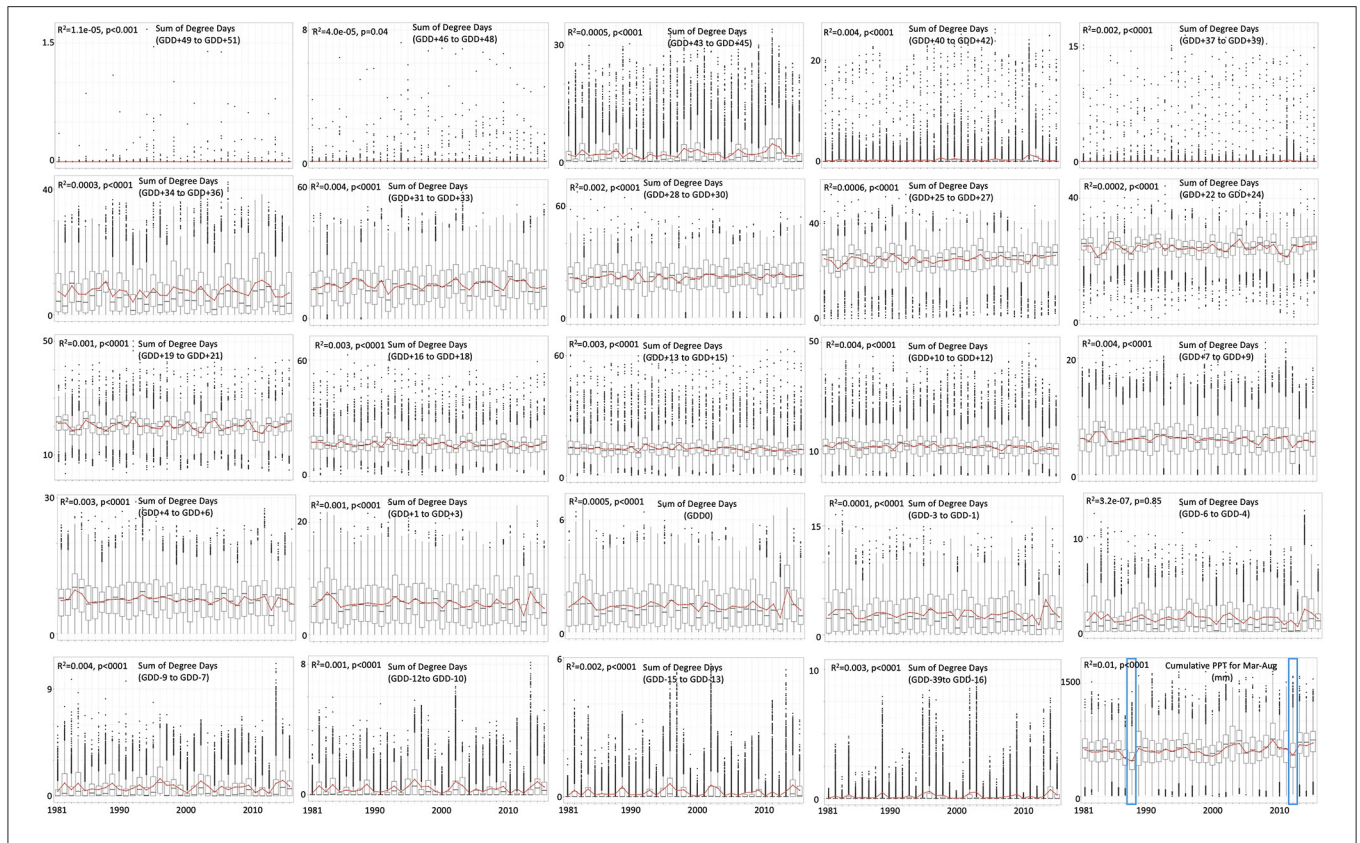 R²=1.1e-05, p<0.001
Sum of Degree Days
(GDD+49 to GDD+51)
1.5
0
R²=4.0e-05, p=0.04
Sum of Degree Days
(GDD+46 to GDD+48)
8
0
R²=0.0005, p<0001
Sum of Degree Days
(GDD+43 to GDD+45)
30
0
R²=0.004, p<0001
Sum of Degree Days
(GDD+40 to GDD+42)
20
0
R²=0.002, p<0001
Sum of Degree Days
(GDD+37 to GDD+39)
15
0
R²=0.0003, p<0001
Sum of Degree Days
(GDD+34 to GDD+36)
40
0
R²=0.004, p<0001
Sum of Degree Days
(GDD+31 to GDD+33)
60
0
R²=0.002, p<0001
Sum of Degree Days
(GDD+28 to GDD+30)
60
0
R²=0.0006, p<0001
Sum of Degree Days
(GDD+25 to GDD+27)
40
0
R²=0.0002, p<0001
Sum of Degree Days
(GDD+22 to GDD+24)
40
0
R²=0.001, p<0001
Sum of Degree Days
(GDD+19 to GDD+21)
50
10
R²=0.003, p<0001
Sum of Degree Days
(GDD+16 to GDD+18)
60
0
R²=0.003, p<0001
Sum of Degree Days
(GDD+13 to GDD+15)
60
0
R²=0.004, p<0001
Sum of Degree Days
(GDD+10 to GDD+12)
50
10
R²=0.004, p<0001
Sum of Degree Days
(GDD+7 to GDD+9)
20
0
R²=0.003, p<0001
Sum of Degree Days
(GDD+4 to GDD+6)
30
0
R²=0.001, p<0001
Sum of Degree Days
(GDD+1 to GDD+3)
20
0
R²=0.0005, p<0001
Sum of Degree Days
(GDD0)
6
0
R²=0.0001, p<0001
Sum of Degree Days
(GDD-3 to GDD-1)
15
0
R²=3.2e-07, p=0.85
Sum of Degree Days
(GDD-6 to GDD-4)
10
0
R²=0.004, p<0001
Sum of Degree Days
(GDD-9 to GDD-7)
9
0
1981 1990 2000 2010
R²=0.001, p<0001
Sum of Degree Days
(GDD-12to GDD-10)
8
0
1981 1990 2000 2010
R²=0.002, p<0001
Sum of Degree Days
(GDD-15 to GDD-13)
6
0
1981 1990 2000 2010
R²=0.003, p<0001
Sum of Degree Days
(GDD-39to GDD-16)
10
0
1981 1990 2000 2010
R²=0.01, p<0001
Cumulative PPT for Mar-Aug
(mm)
1500
0
1981 1990 2000 2010